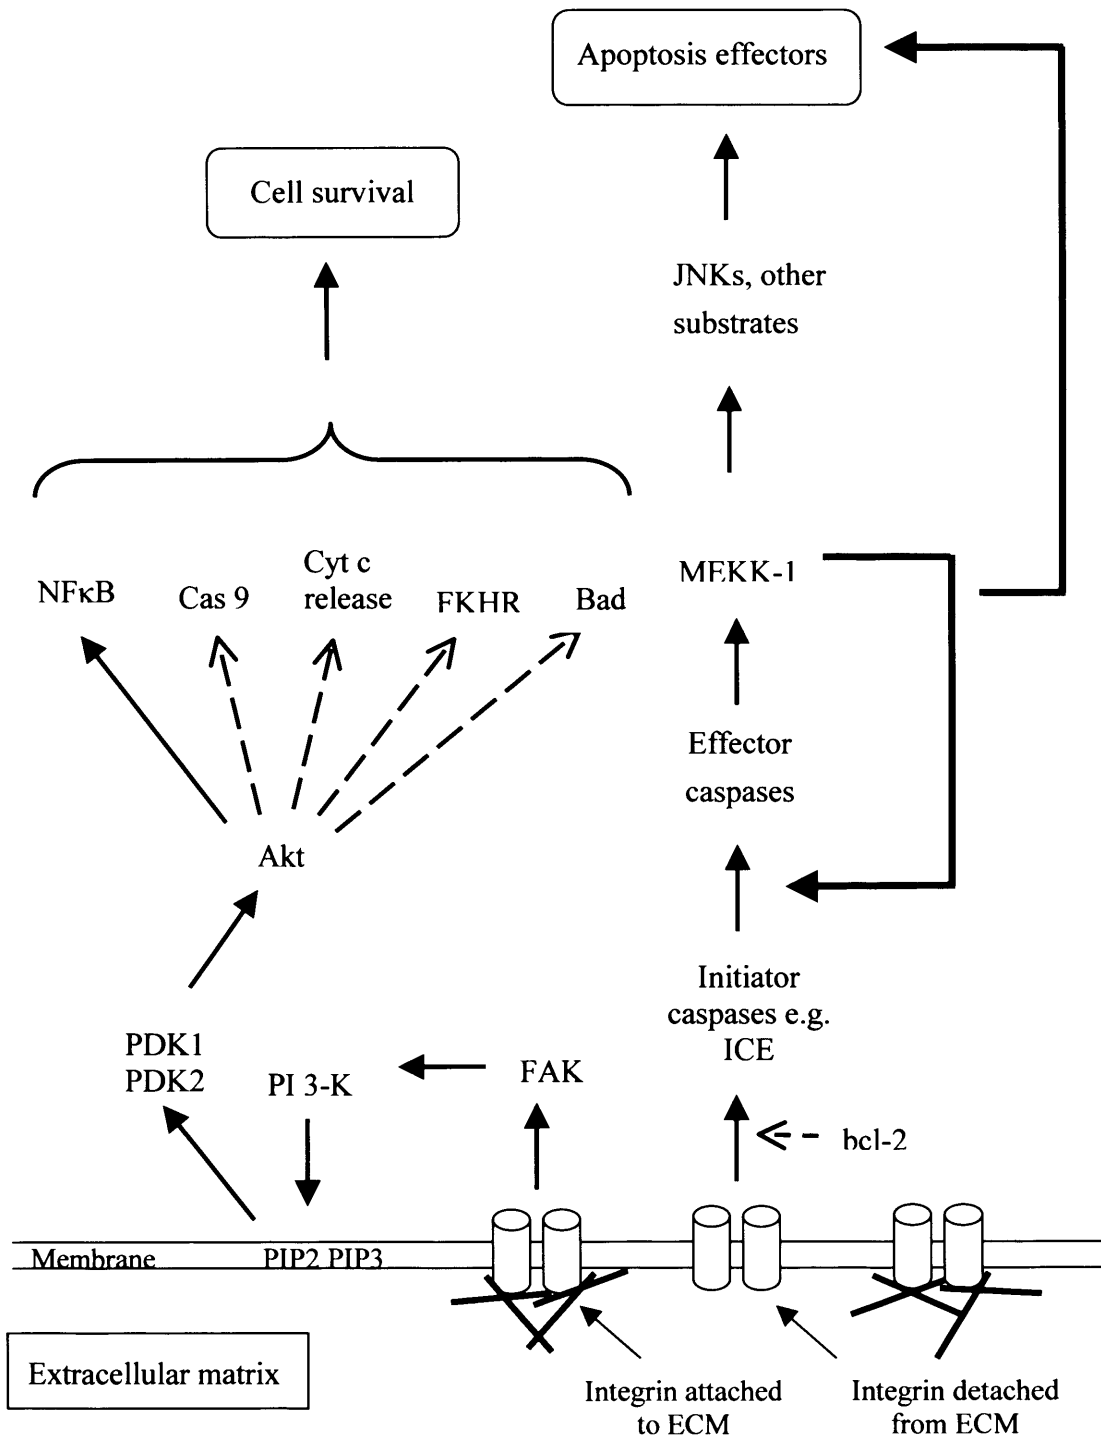 Apoptosis effectors
Cell survival
JNKs, other
substrates
NFκB
Cas 9
Cyt c
release
FKHR
Bad
MEKK-1
Effector
caspases
Akt
Initiator
caspases e.g.
ICE
PDK1
PDK2
PI 3-K
FAK
bcl-2
Membrane
PIP2 PIP3
Extracellular matrix
Integrin attached
to ECM
Integrin detached
from ECM